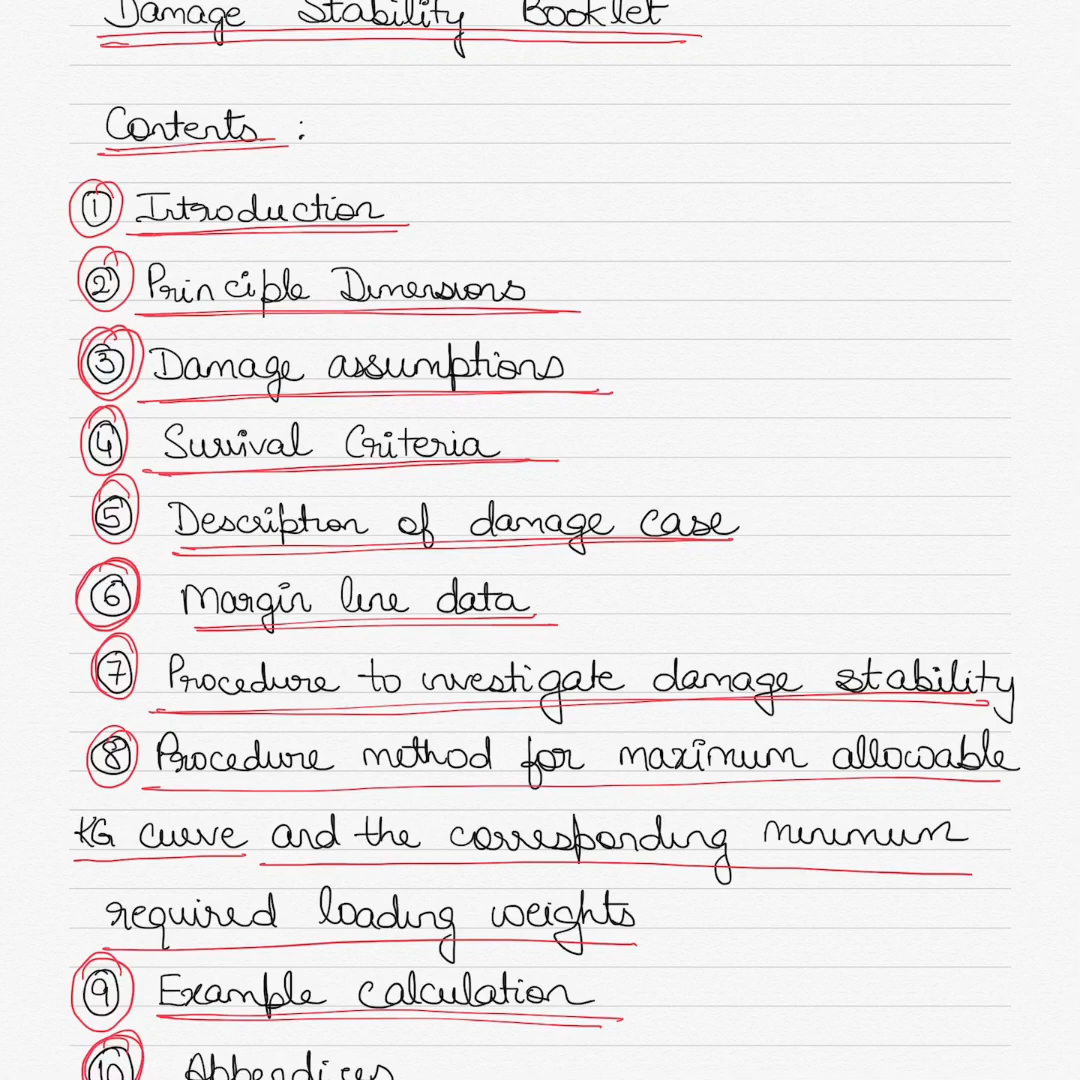 Damage Stability Booklet
Contents :
① Introduction
② Principle Dimensions
③ Damage assumptions
④ Survival Criteria
⑤ Description of damage case
⑥ Margin line data
⑦ Procedure to investigate damage stability
⑧ Procedure method for maximum allowable
KG curve and the corresponding minimum
required loading weights
⑨ Example calculation
⑩ Appendices